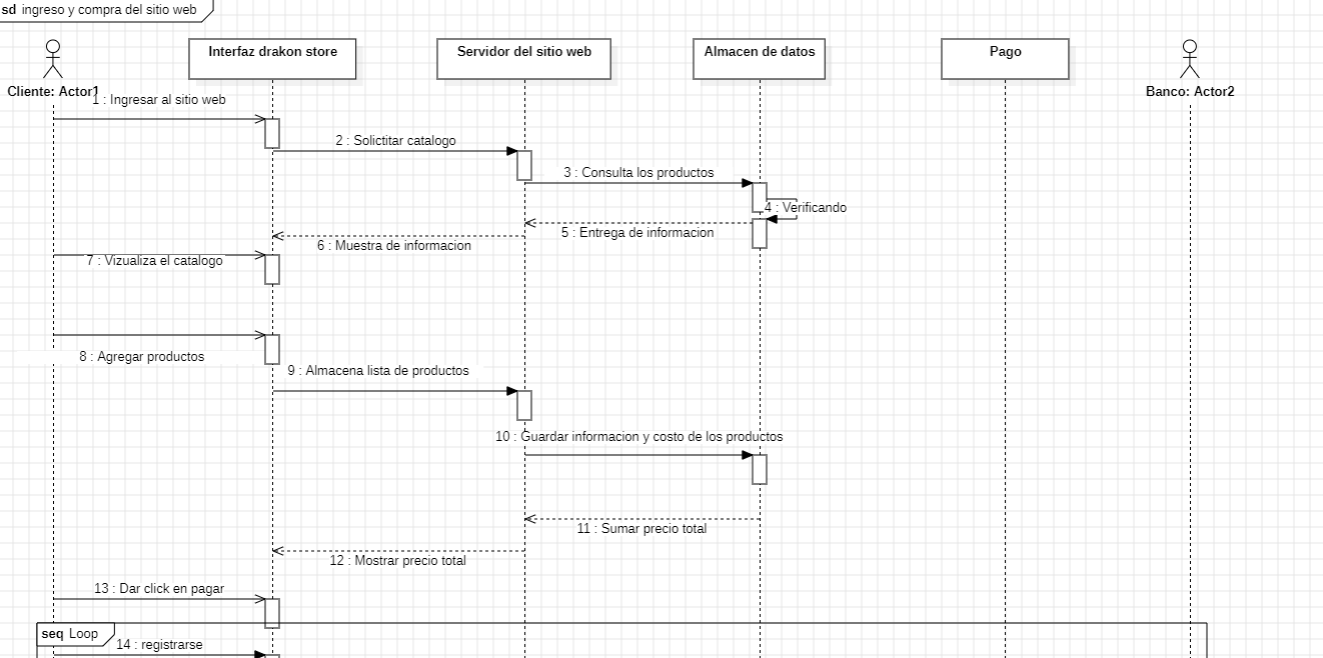 sd ingreso y compra del sitio web
Interfaz drakon store
Servidor del sitio web
Almacen de datos
Pago
Cliente: Actor1
Banco: Actor2
1 : Ingresar al sitio web
2 : Solictitar catalogo
3 : Consulta los productos
4 : Verificando
5 : Entrega de informacion
6 : Muestra de informacion
7 : Vizualiza el catalogo
8 : Agregar productos
9 : Almacena lista de productos
10 : Guardar informacion y costo de los productos
11 : Sumar precio total
12 : Mostrar precio total
13 : Dar click en pagar
seq Loop
14 : registrarse